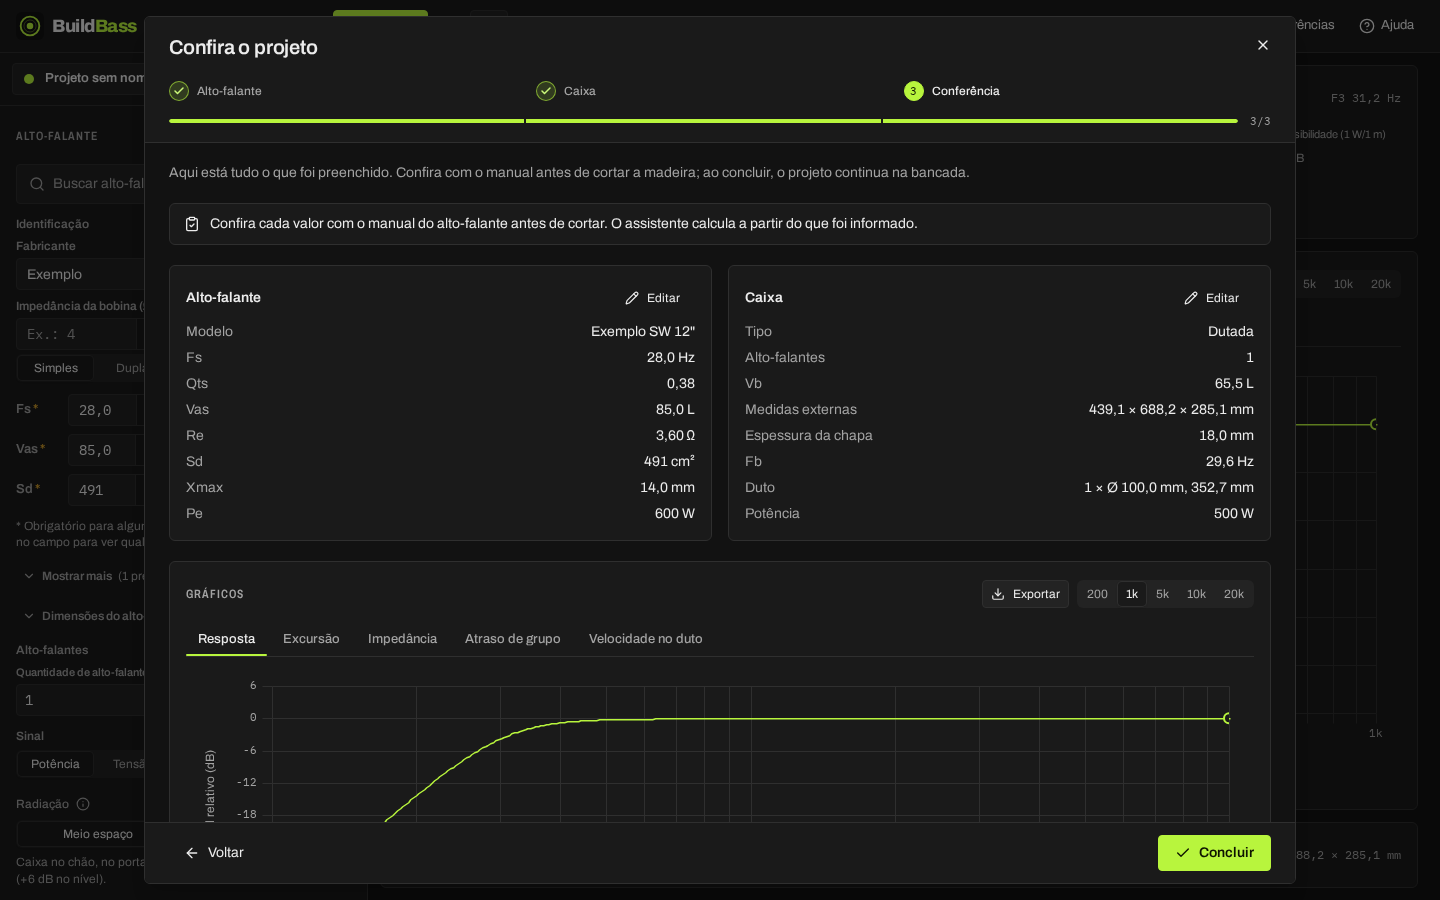 BuildBass
Ajuda
Projeto sem nom
ALTO-FALANTE
Buscar alto-fal
Identificação
Fabricante
Exemplo
Impedância da bobina
Ex.: 4
Simples
Dupl
Fs*
28,0
Vas*
85,0
Sd*
491
* Obrigatório para algu
no campo para ver qual
Mostrar mais (1 pr
Dimensões do alto-
Alto-falantes
Quantidade de alto-falant
1
Sinal
Potência
Tensã
Radiação
Meio espaço
Caixa no chão, no porta
(+6 dB no nível).
Confira o projeto
Alto-falante
Caixa
3 Conferência
3/3
Aqui está tudo o que foi preenchido. Confira com o manual antes de cortar a madeira; ao concluir, o projeto continua na bancada.
Confira cada valor com o manual do alto-falante antes de cortar. O assistente calcula a partir do que foi informado.
Alto-falante
Editar
Modelo Exemplo SW 12"
Fs 28,0 Hz
Qts 0,38
Vas 85,0 L
Re 3,60 Ω
Sd 491 cm²
Xmax 14,0 mm
Pe 600 W
Caixa
Editar
Tipo Dutada
Alto-falantes 1
Vb 65,5 L
Medidas externas 439,1 × 688,2 × 285,1 mm
Espessura da chapa 18,0 mm
Fb 29,6 Hz
Duto 1 × Ø 100,0 mm, 352,7 mm
Potência 500 W
GRÁFICOS
Exportar
200 1k 5k 10k 20k
Resposta Excursão Impedância Atraso de grupo Velocidade no duto
6
0
-6
-12
-18
relativo (dB)
Voltar
Concluir
ências
F3 31,2 Hz
sibilidade (1 W/1 m)
B
5k 10k 20k
1k
88,2 × 285,1 mm